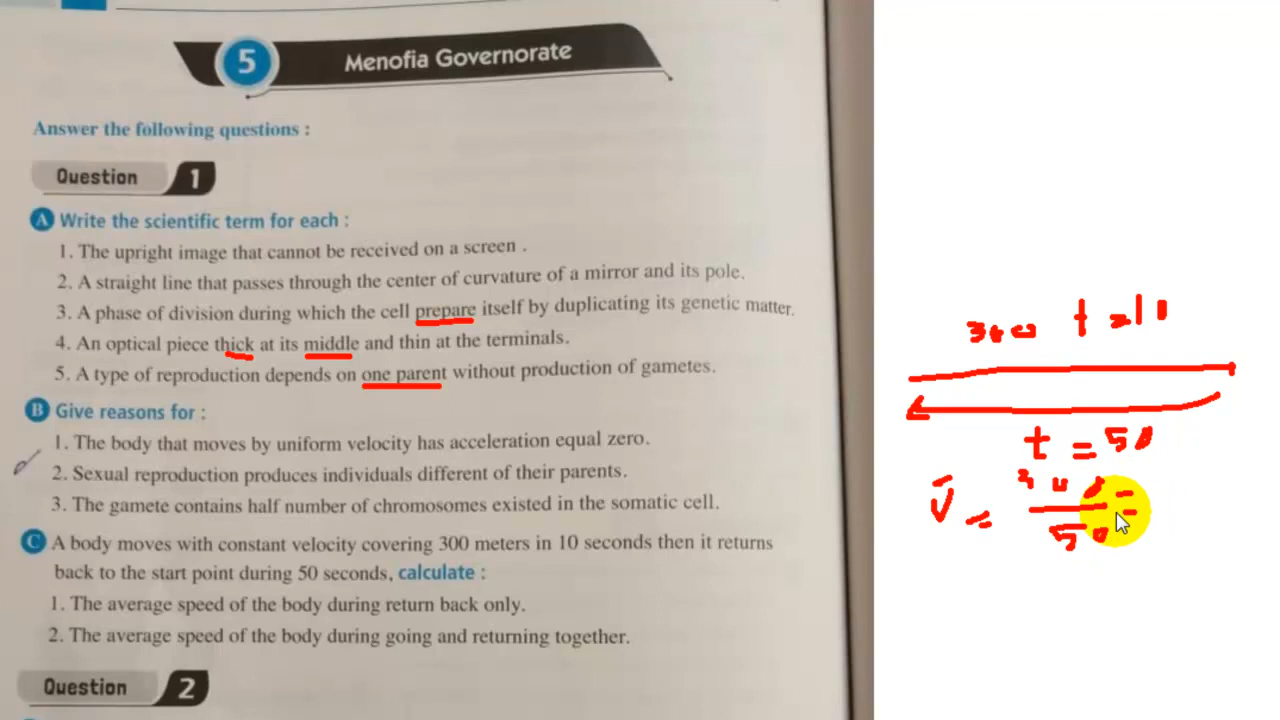 5
Menofia Governorate
Answer the following questions :
Question 1
A Write the scientific term for each :
1. The upright image that cannot be received on a screen .
2. A straight line that passes through the center of curvature of a mirror and its pole.
3. A phase of division during which the cell prepare itself by duplicating its genetic matter.
4. An optical piece thick at its middle and thin at the terminals.
5. A type of reproduction depends on one parent without production of gametes.
B Give reasons for :
1. The body that moves by uniform velocity has acceleration equal zero.
2. Sexual reproduction produces individuals different of their parents.
3. The gamete contains half number of chromosomes existed in the somatic cell.
C A body moves with constant velocity covering 300 meters in 10 seconds then it returns
back to the start point during 50 seconds, calculate :
1. The average speed of the body during return back only.
2. The average speed of the body during going and returning together.
Question 2
300
t = 50
V̄ = 300 / 50 =